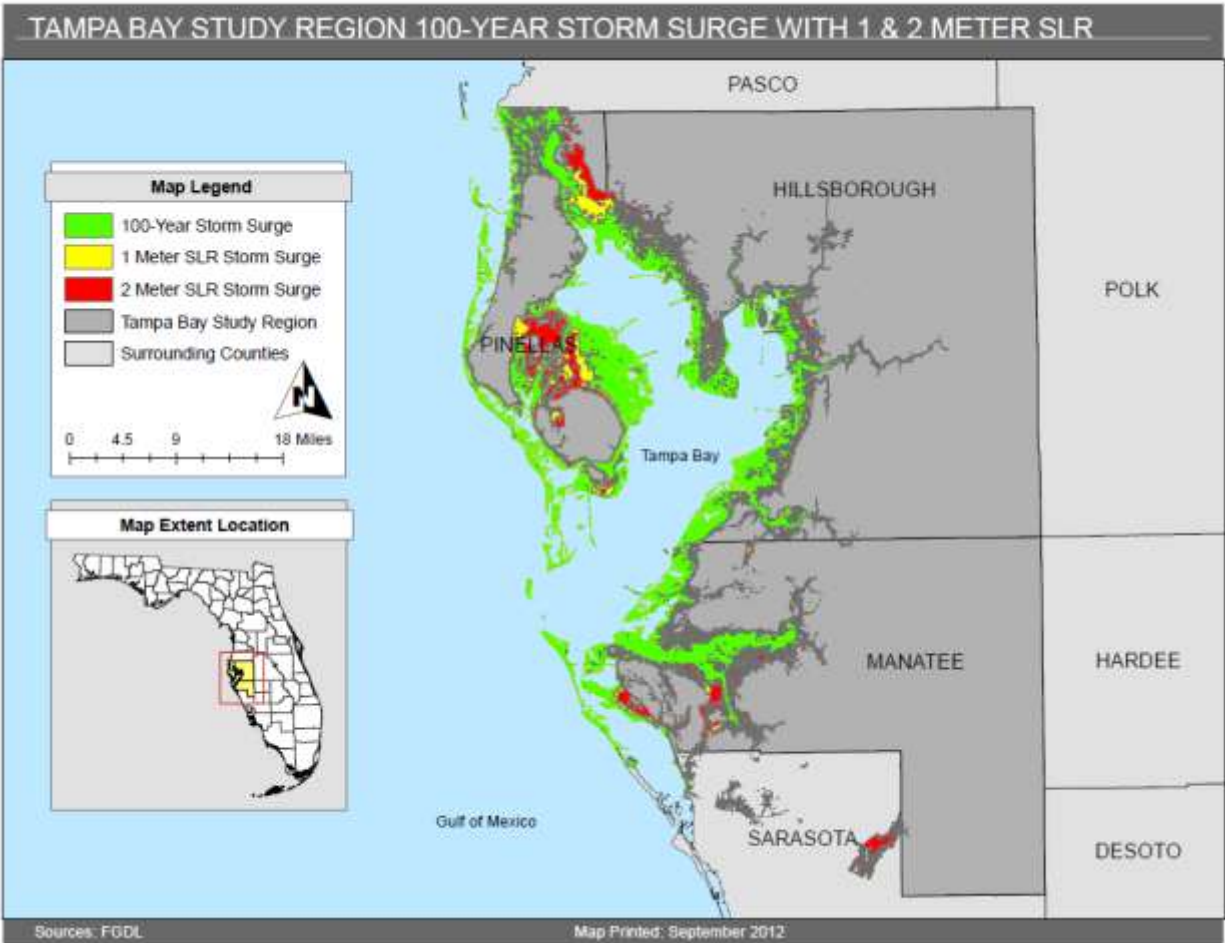 TAMPA BAY STUDY REGION 100-YEAR STORM SURGE WITH 1 & 2 METER SLR
PASCO
Map Legend
100-Year Storm Surge
1 Meter SLR Storm Surge
2 Meter SLR Storm Surge
Tampa Bay Study Region
Surrounding Counties
N
0 4.5 9 18 Miles
HILLSBOROUGH
POLK
PINELLAS
Tampa Bay
Map Extent Location
MANATEE
HARDEE
Gulf of Mexico
SARASOTA
DESOTO
Sources: FGDL
Map Printed: September 2012